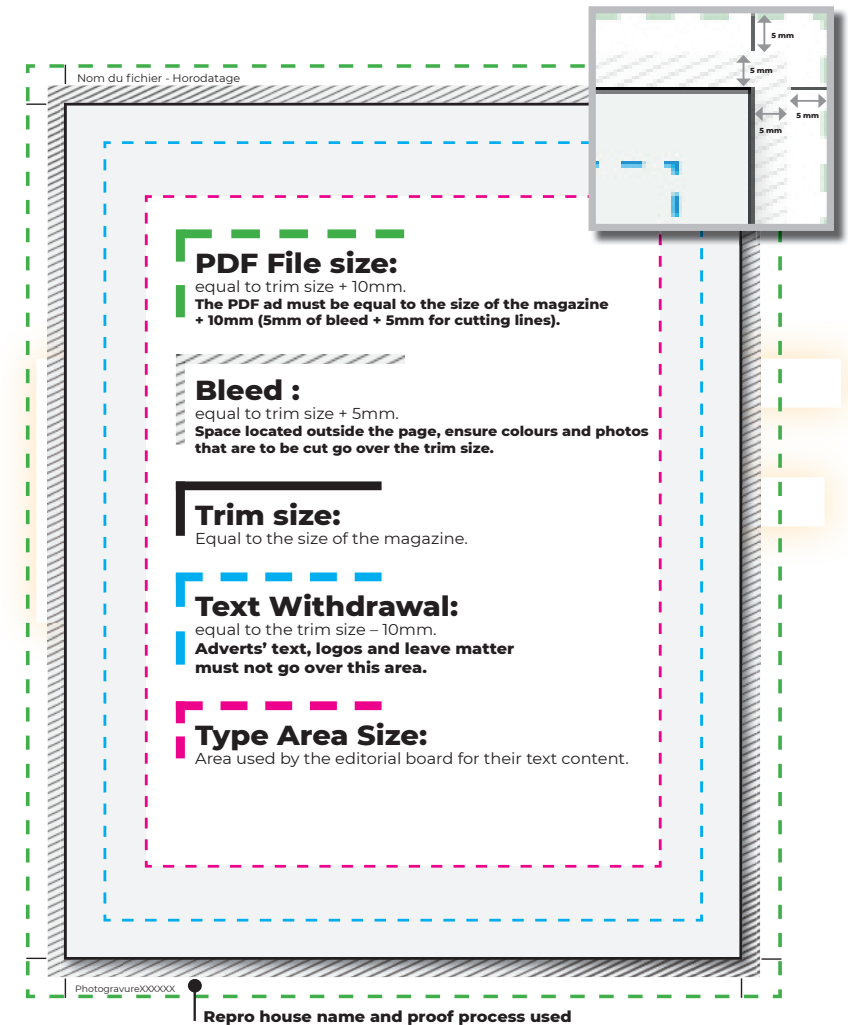 5 mm
5 mm
5 mm
5 mm
Nom du fichier - Horodatage
PDF File size:
equal to trim size + 10mm.
The PDF ad must be equal to the size of the magazine
+ 10mm (5mm of bleed + 5mm for cutting lines).
Bleed :
equal to trim size + 5mm.
Space located outside the page, ensure colours and photos
that are to be cut go over the trim size.
Trim size:
Equal to the size of the magazine.
Text Withdrawal:
equal to the trim size – 10mm.
Adverts’ text, logos and leave matter
must not go over this area.
Type Area Size:
Area used by the editorial board for their text content.
PhotogravureXXXXXX
Repro house name and proof process used